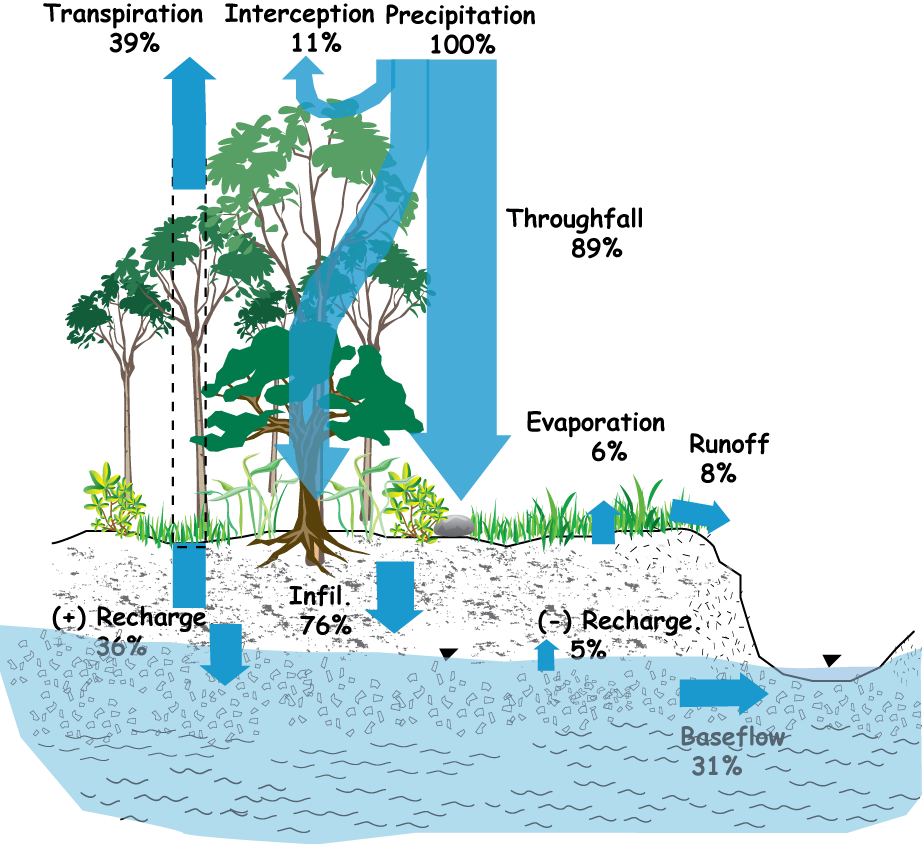 Transpiration
39%
Interception
11%
Precipitation
100%
Throughfall
89%
Evaporation
6%
Runoff
8%
(+) Recharge
36%
Infil.
76%
(-) Recharge.
5%
Baseflow
31%